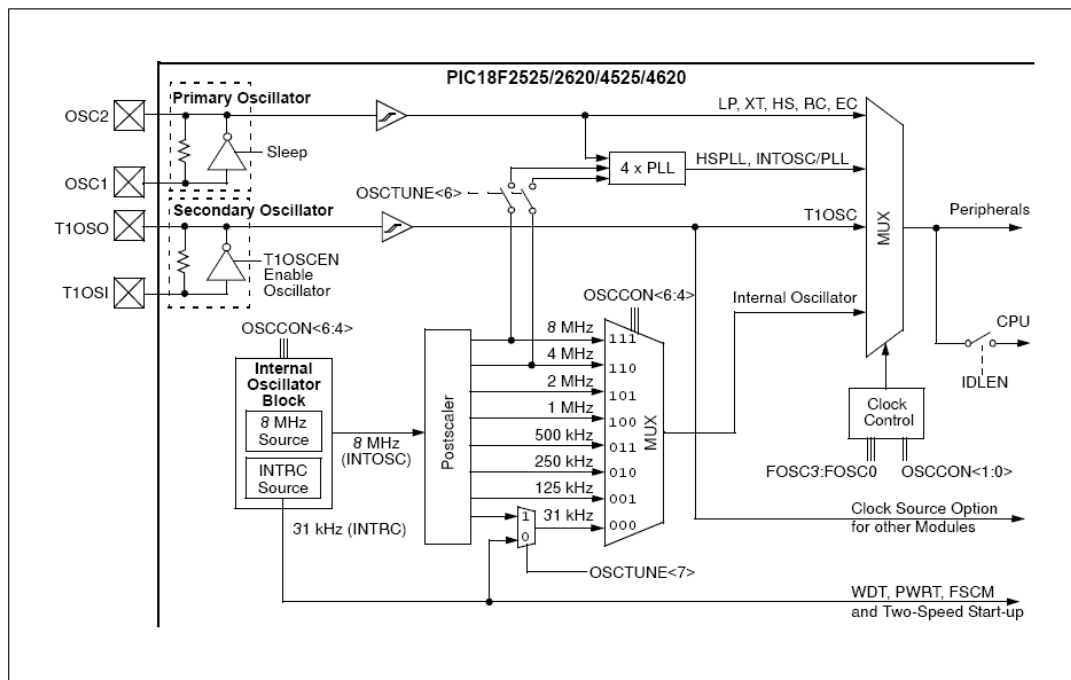 PIC18F2525/2620/4525/4620
Primary Oscillator
LP, XT, HS, RC, EC
OSC2
Sleep
OSC1
4 x PLL
HSPLL, INTOSC/PLL
OSCTUNE<6>
Secondary Oscillator
T1OSO
T1OSC
Peripherals
MUX
T1OSCEN
Enable
Oscillator
T1OSI
OSCCON<6:4>
Internal Oscillator
OSCCON<6:4>
CPU
IDLEN
Internal
Oscillator
Block
8 MHz
Source
INTRC
Source
8 MHz
(INTOSC)
31 kHz (INTRC)
Postscaler
8 MHz
111
4 MHz
110
2 MHz
101
1 MHz
100
500 kHz
011
250 kHz
010
125 kHz
001
31 kHz
000
1
0
MUX
OSCTUNE<7>
Clock
Control
FOSC3:FOSC0
OSCCON<1:0>
Clock Source Option
for other Modules
WDT, PWRT, FSCM
and Two-Speed Start-up